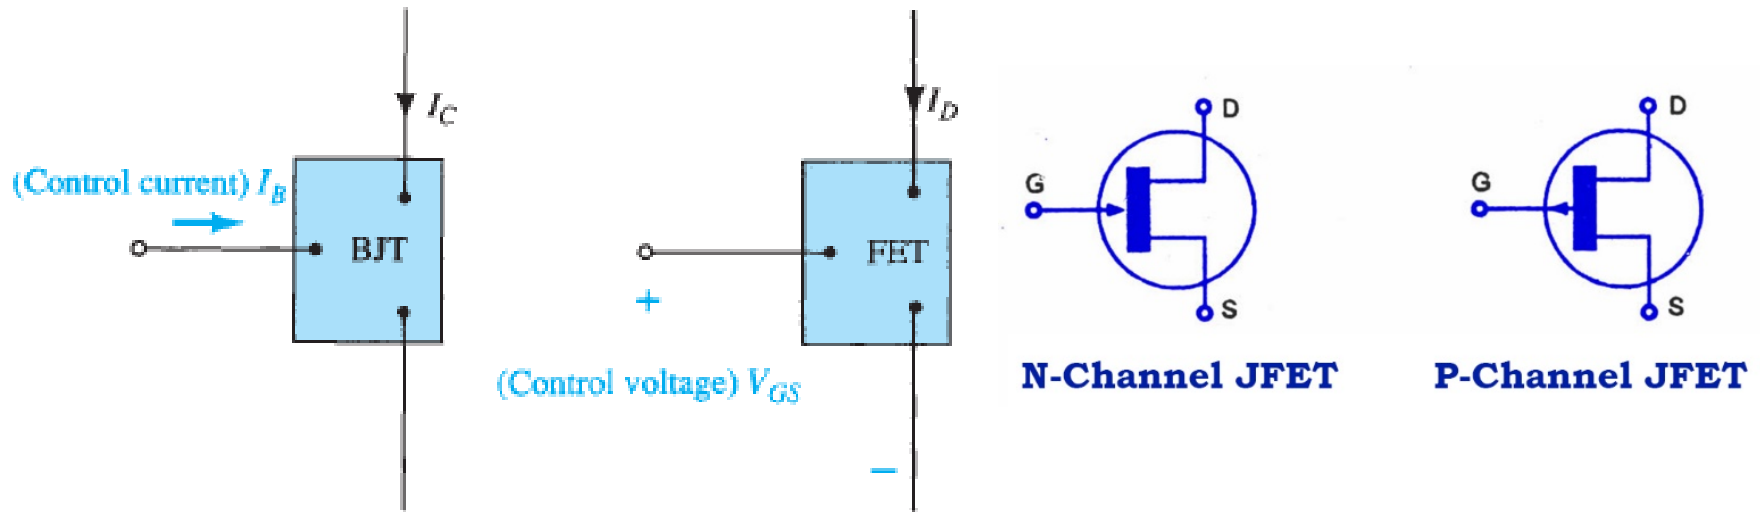 I_C
(Control current) I_B
BJT
I_D
FET
+
(Control voltage) V_GS
−
D
G
S
N-Channel JFET
D
G
S
P-Channel JFET